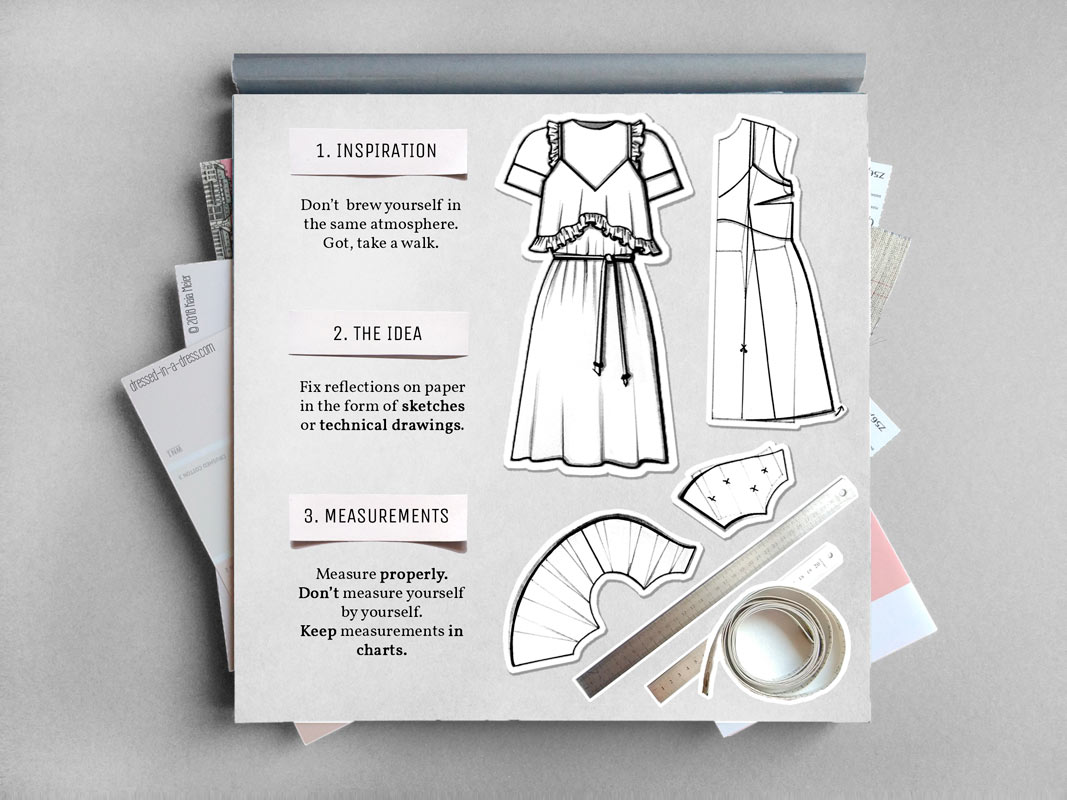 1. INSPIRATION
Don't  brew yourself in
the same atmosphere.
Got, take a walk.
2. THE IDEA
Fix reflections on paper
in the form of sketches
or technical drawings.
3. MEASUREMENTS
Measure properly.
Don't measure yourself
by yourself.
Keep measurements in
charts.
© 2018 Kaia Meier
dressed-in-a-dress.com